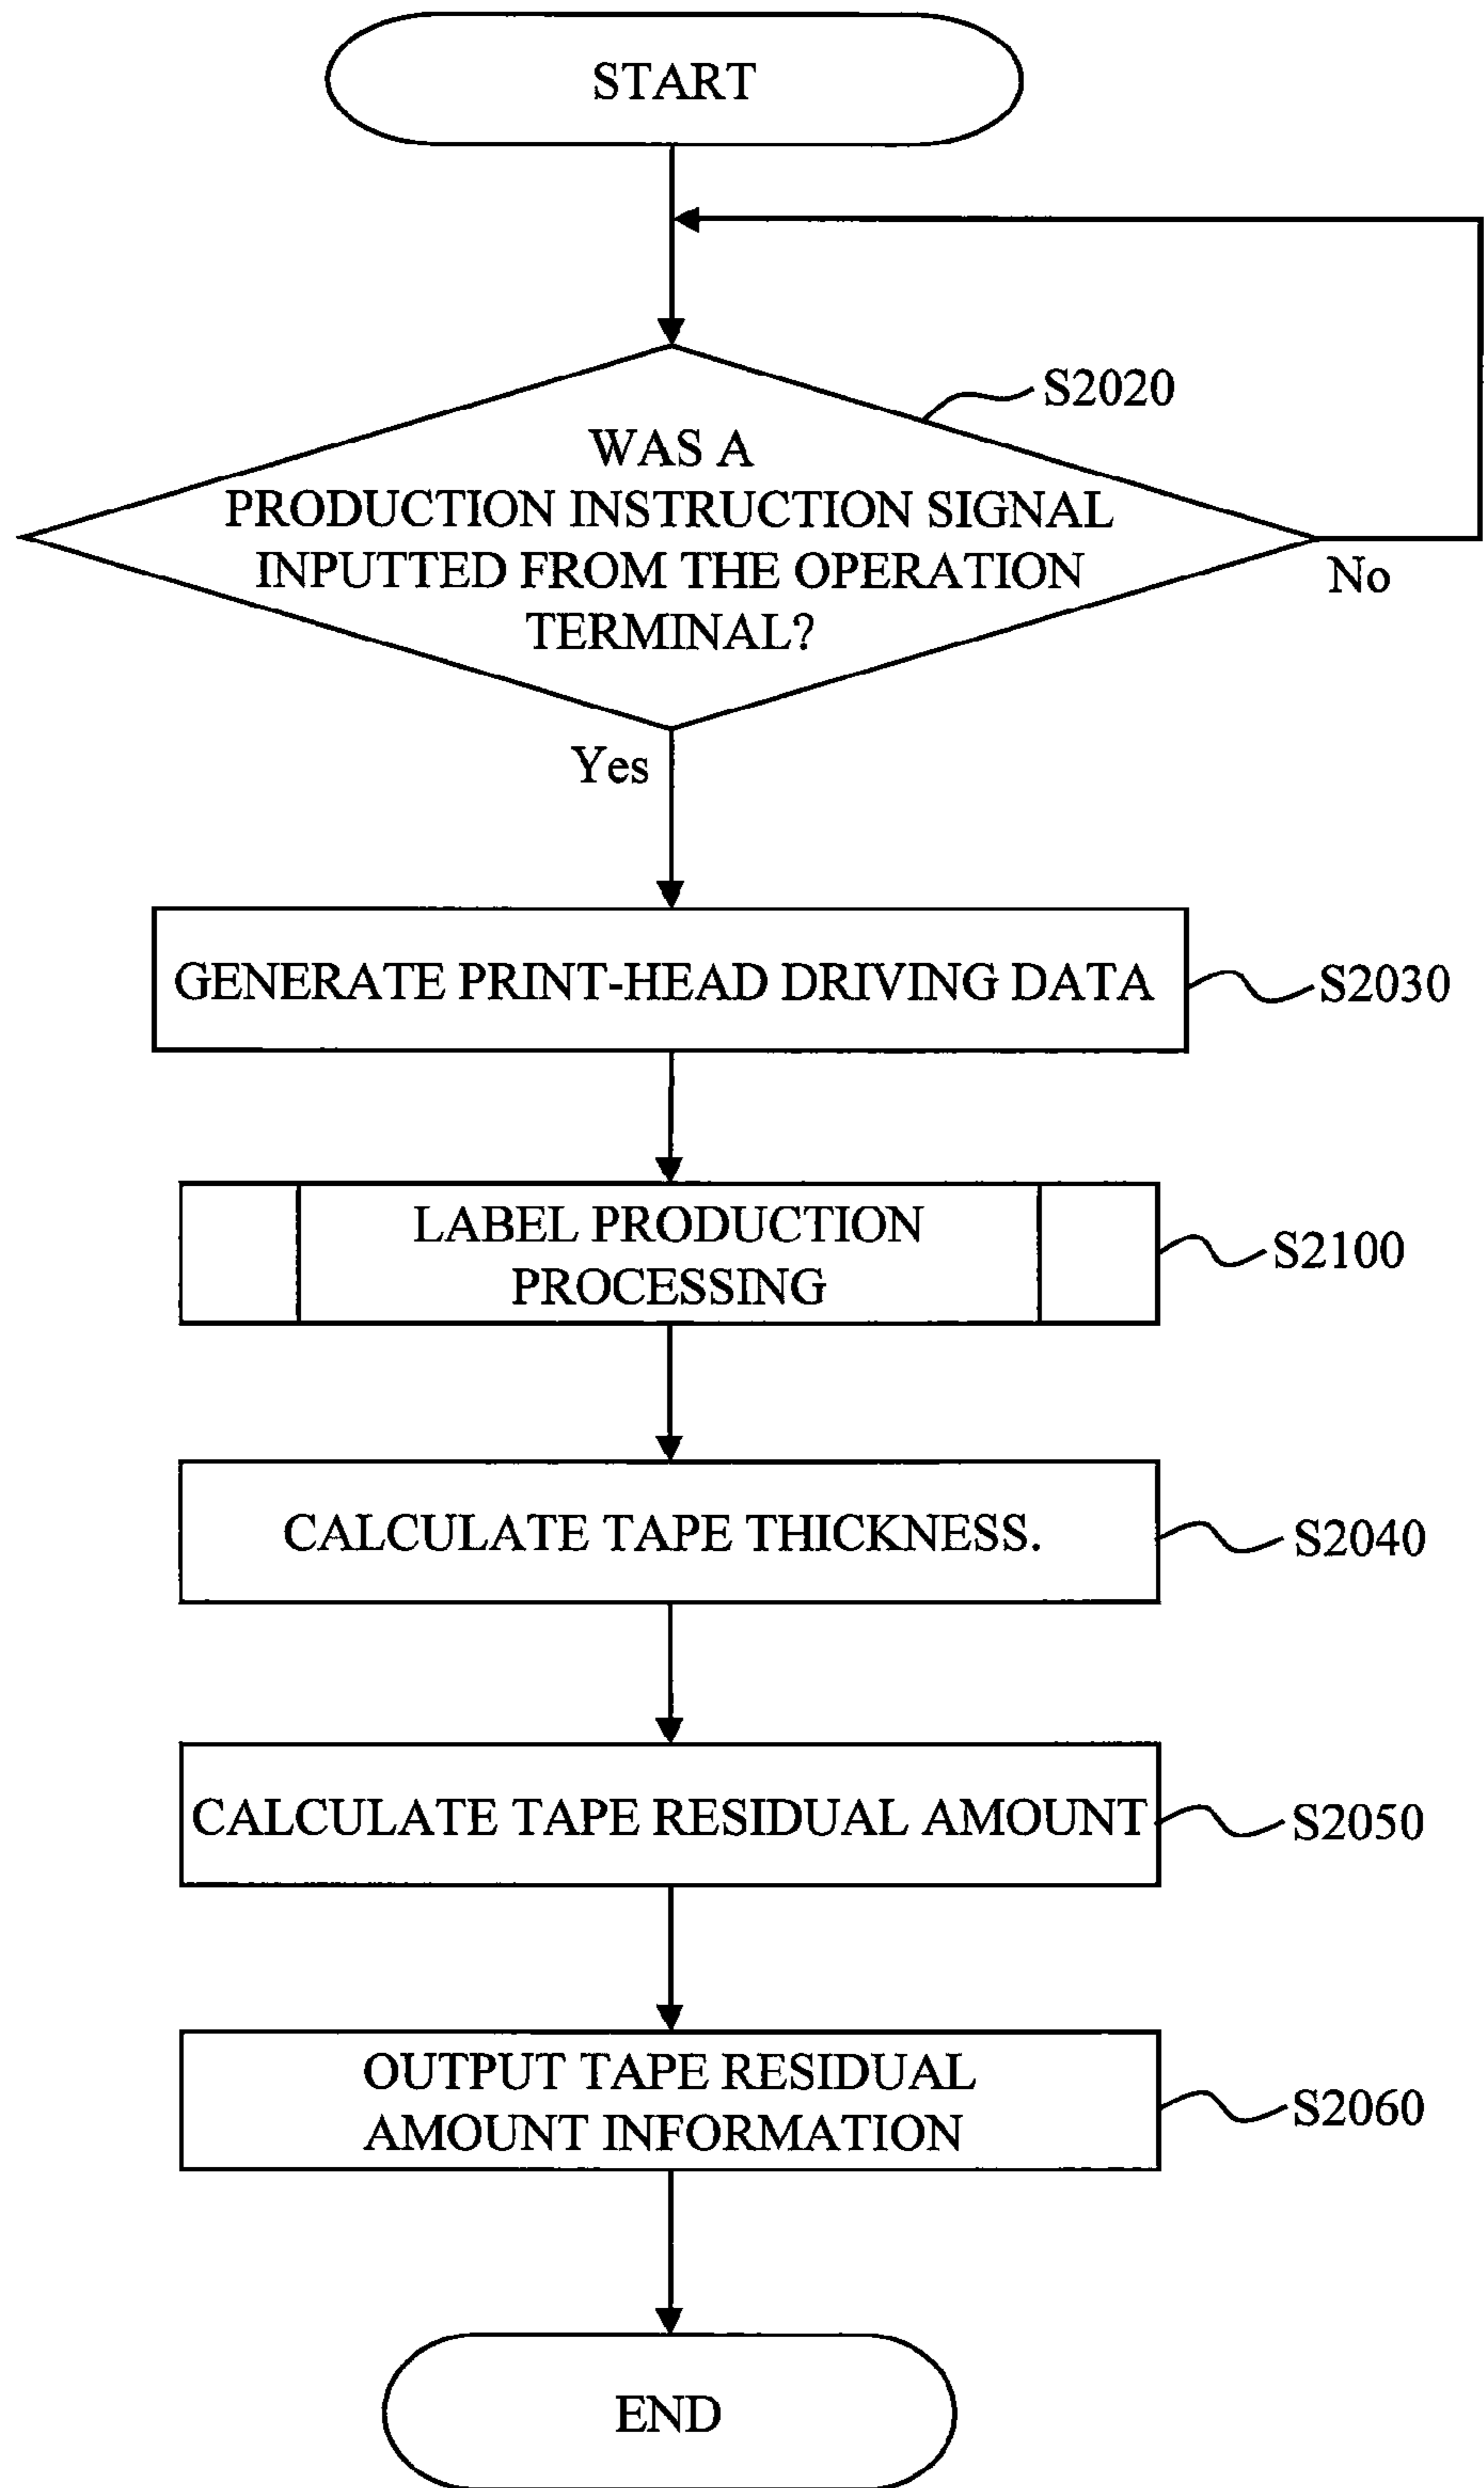 START
S2020
WAS A
PRODUCTION INSTRUCTION SIGNAL
INPUTTED FROM THE OPERATION
TERMINAL?
No
Yes
GENERATE PRINT-HEAD DRIVING DATA
S2030
LABEL PRODUCTION
PROCESSING
S2100
CALCULATE TAPE THICKNESS.
S2040
CALCULATE TAPE RESIDUAL AMOUNT
S2050
OUTPUT TAPE RESIDUAL
AMOUNT INFORMATION
S2060
END